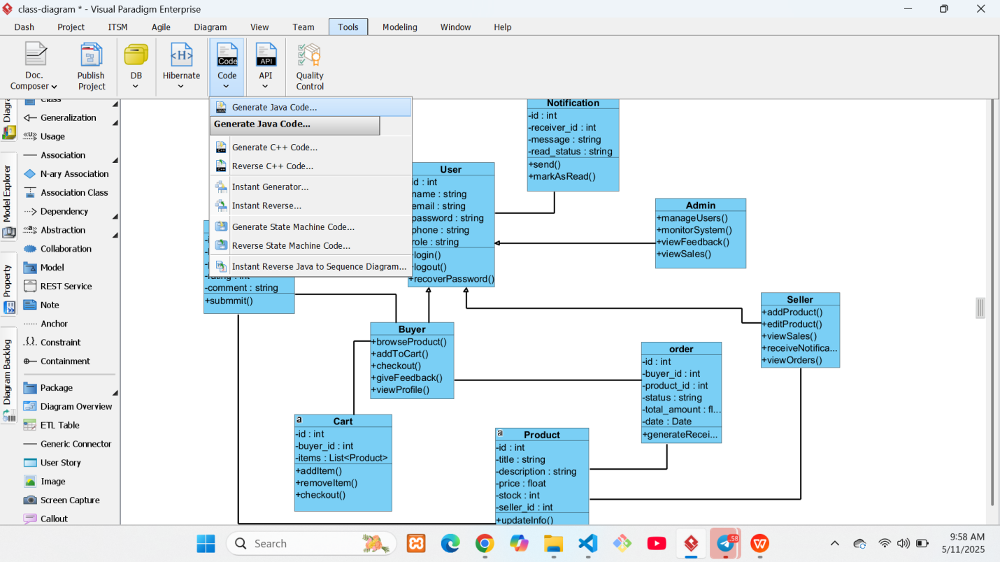 class-diagram * - Visual Paradigm Enterprise
Dash Project ITSM Agile Diagram View Team Tools Modeling Window Help
Doc.
Composer
Publish
Project
DB
Hibernate
Code
Code
API
API
Quality
Control
Generate Java Code...
Generate Java Code...
Generate C++ Code...
Reverse C++ Code...
Instant Generator...
Instant Reverse...
Generate State Machine Code...
Reverse State Machine Code...
Instant Reverse Java to Sequence Diagram...
Model Explorer
Property
Diagram Backlog
Class
Generalization
Usage
Association
N-ary Association
Association Class
Dependency
Abstraction
Collaboration
Model
REST Service
Note
Anchor
Constraint
Containment
Package
Diagram Overview
ETL Table
Generic Connector
User Story
Image
Screen Capture
Callout
Notification
-id : int
-receiver_id : int
-message : string
-read_status : string
+send()
+markAsRead()
User
id : int
name : string
email : string
password : string
phone : string
role : string
login()
logout()
+recoverPassword()
Admin
+manageUsers()
+monitorSystem()
+viewFeedback()
+viewSales()
-rating : int
-comment : string
+submmit()
Buyer
+browseProduct()
+addToCart()
+checkout()
+giveFeedback()
+viewProfile()
Seller
+addProduct()
+editProduct()
+viewSales()
+receiveNotifica...
+viewOrders()
order
-id : int
-buyer_id : int
-product_id : int
-status : string
-total_amount : fl...
-date : Date
+generateRecei...
a
Cart
-id : int
-buyer_id : int
-items : List<Product>
+addItem()
+removeItem()
+checkout()
a
Product
-id : int
-title : string
-description : string
-price : float
-stock : int
-seller_id : int
+updateInfo()
Search
58
9:58 AM
5/11/2025